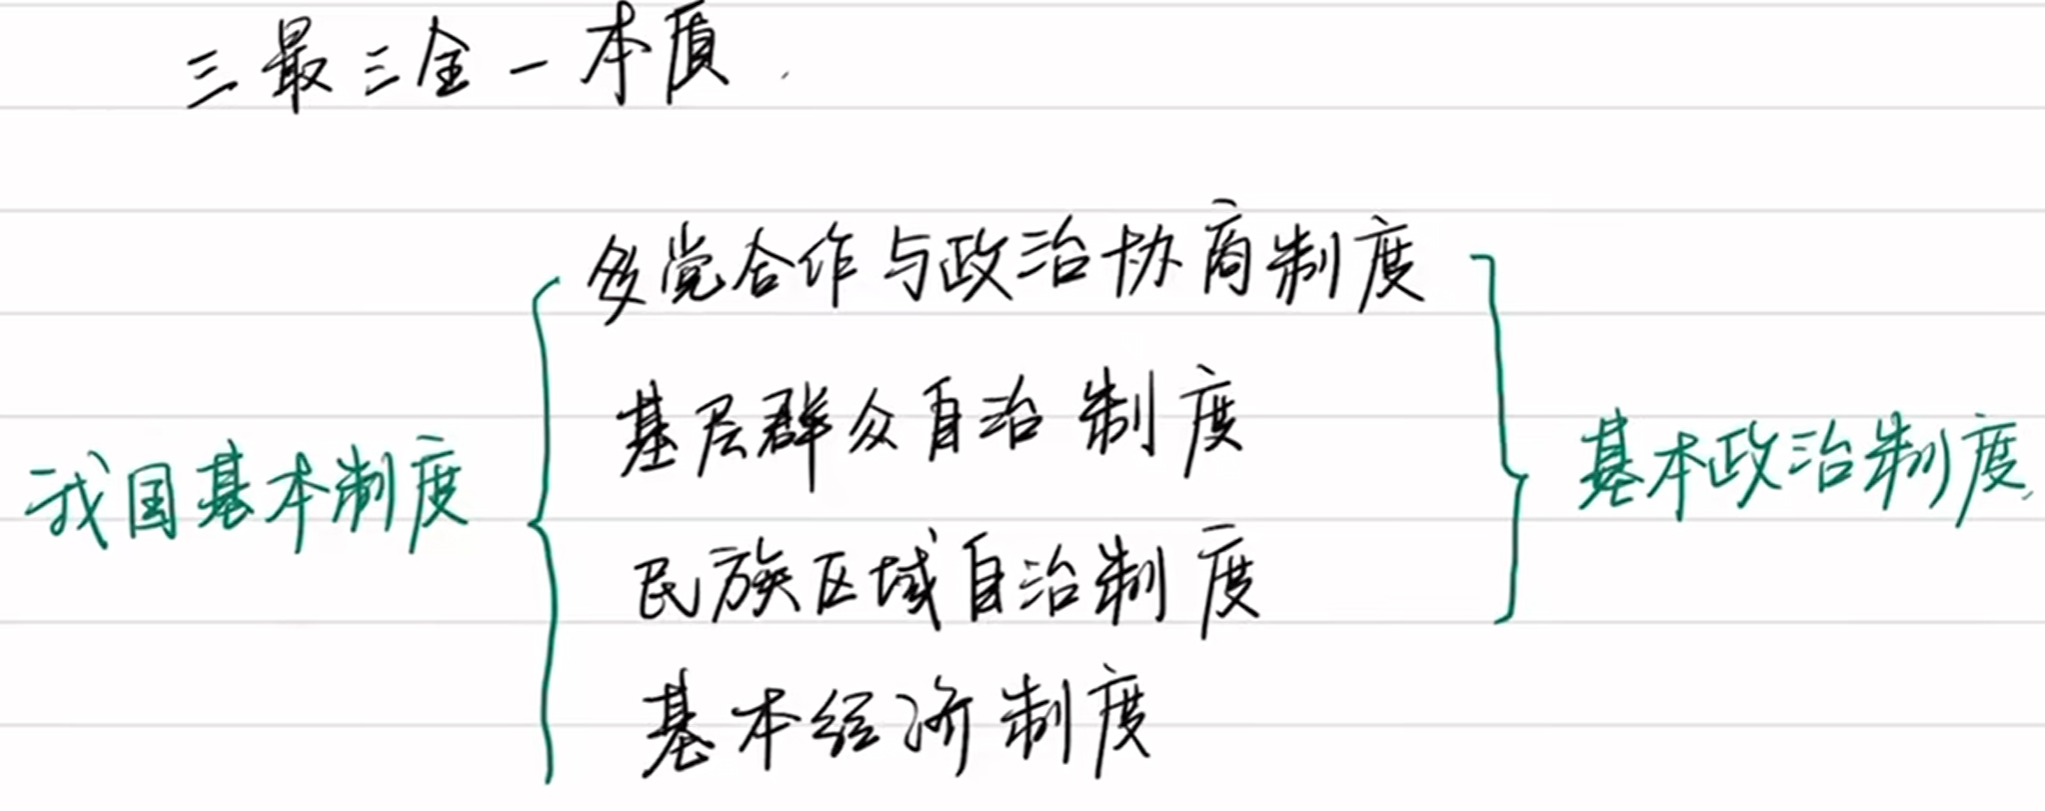 三最三全一本质.
多党合作与政治协商制度
基层群众自治制度
我国基本制度
基本政治制度
民族区域自治制度
基本经济制度